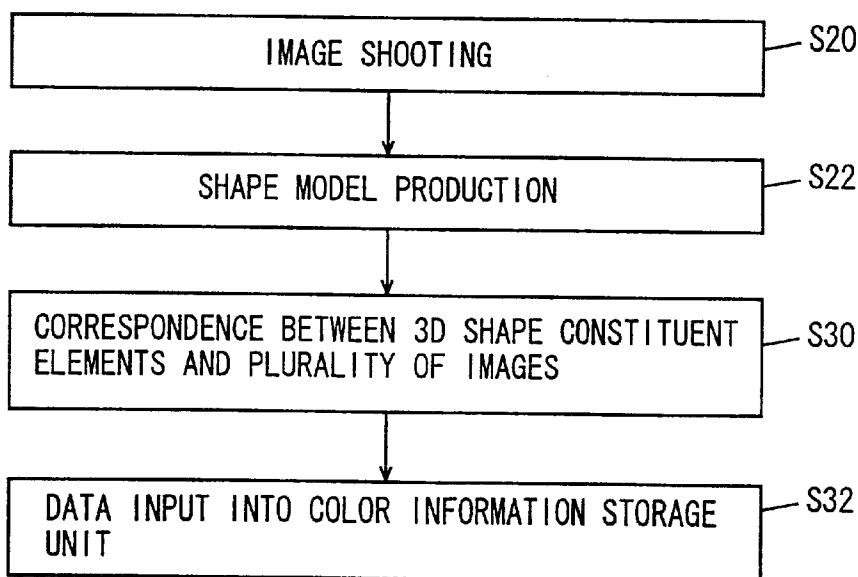 IMAGE SHOOTING
S20
SHAPE MODEL PRODUCTION
S22
CORRESPONDENCE BETWEEN 3D SHAPE CONSTITUENT
ELEMENTS AND PLURALITY OF IMAGES
S30
DATA INPUT INTO COLOR INFORMATION STORAGE
UNIT
S32